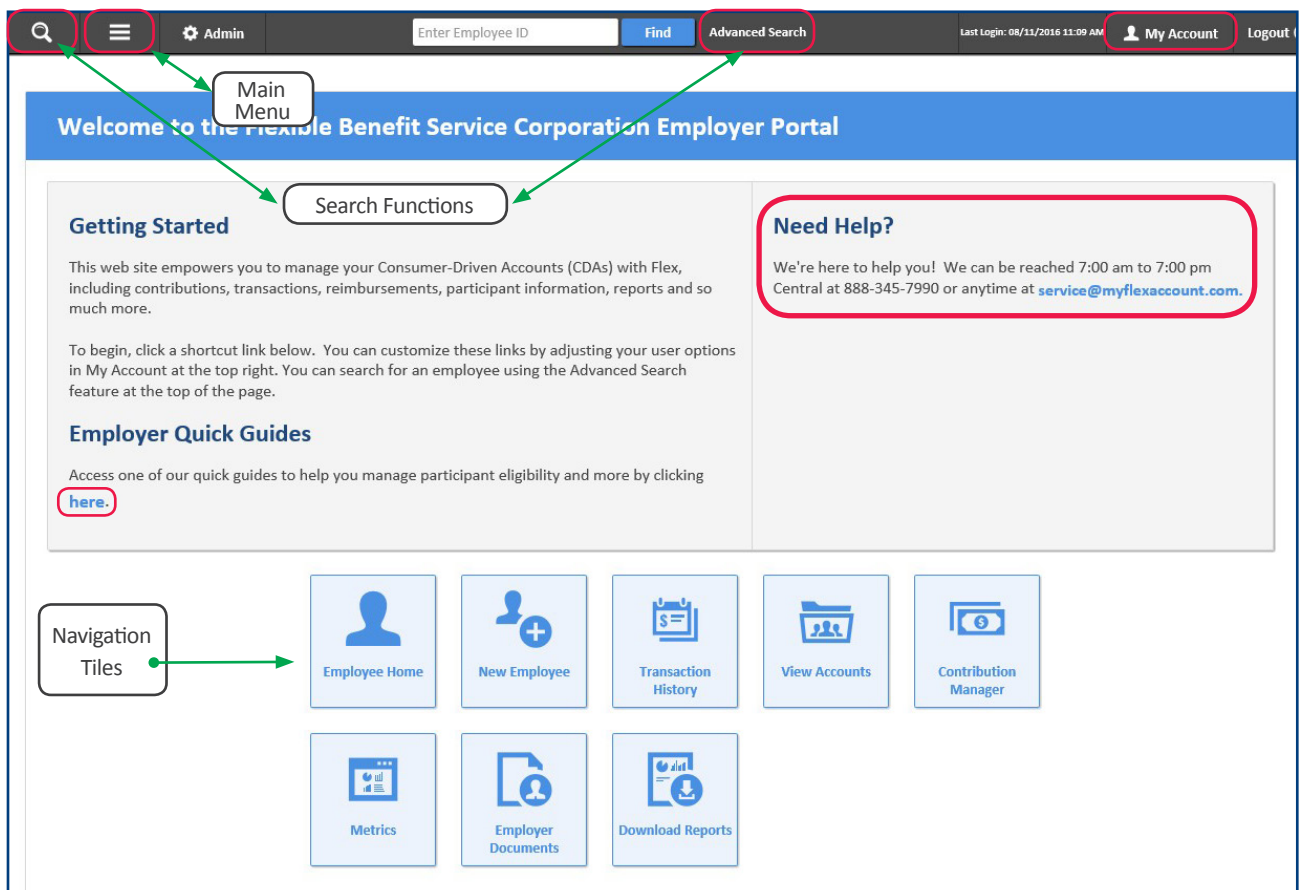 Admin
Enter Employee ID
Find
Advanced Search
Last Login: 08/11/2016 11:09 AM
My Account
Logout (
Main
Menu
Welcome to the Flexible Benefit Service Corporation Employer Portal
Search Functions
Getting Started
This web site empowers you to manage your Consumer-Driven Accounts (CDAs) with Flex,
including contributions, transactions, reimbursements, participant information, reports and so
much more.
To begin, click a shortcut link below.  You can customize these links by adjusting your user options
in My Account at the top right. You can search for an employee using the Advanced Search
feature at the top of the page.
Employer Quick Guides
Access one of our quick guides to help you manage participant eligibility and more by clicking
here.
Need Help?
We're here to help you!  We can be reached 7:00 am to 7:00 pm
Central at 888-345-7990 or anytime at service@myflexaccount.com.
Navigation
Tiles
Employee Home
New Employee
Transaction
History
View Accounts
Contribution
Manager
Metrics
Employer
Documents
Download Reports